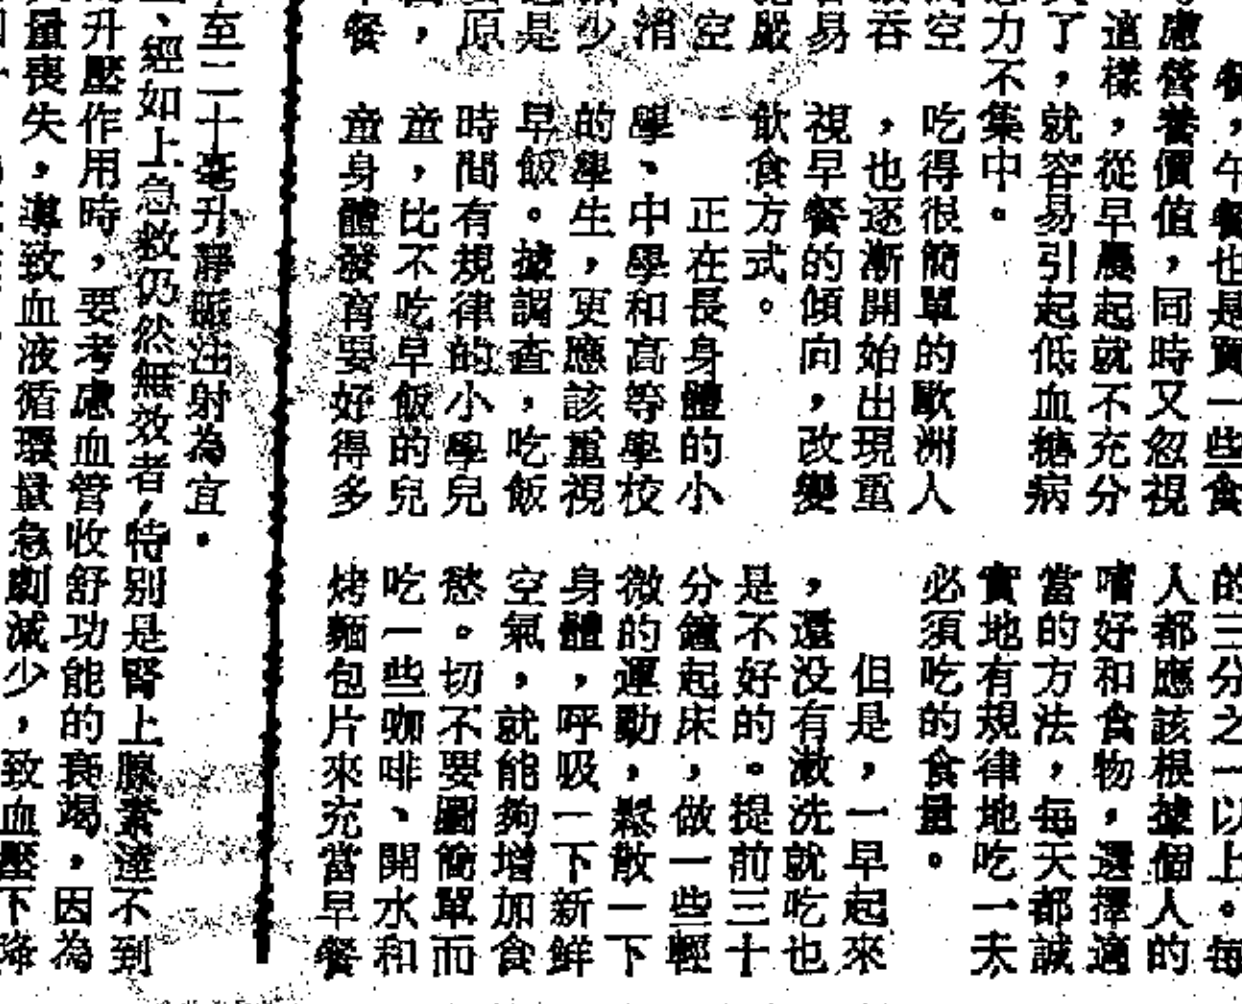 空
吞
易
嚴
空
消
少
是
原
，
餐
餐，午餐也是買一些食
慮營養價值，同時又忽視
這樣，從早晨起就不充分
了，就容易引起低血糖病
力不集中。
吃得很簡單的歐洲人
，也逐漸開始出現重
視早餐的傾向，改變
飲食方式。
正在長身體的小
學、中學和高等學校
的學生，更應該重視
早飯。據調查，吃飯
時間有規律的小學兒
童，比不吃早飯的兒
童身體發育要好得多
的三分之一以上。每
人都應該根據個人的
嗜好和食物，選擇適
當的方法，每天都誠
實地有規律地吃一天
必須吃的食量。
但是，一早起來
，還没有漱洗就吃也
是不好的。提前三十
分鐘起床，做一些輕
微的運動，鬆散一下
身體，呼吸一下新鮮
空氣，就能夠增加食
慾。切不要圖簡單而
吃一些咖啡、開水和
烤麵包片來充當早餐
至二十毫升靜脈注射為宜。
、經如上急救仍然無效者，特别是腎上腺素達不到
升壓作用時，要考慮血管收舒功能的衰竭，因為
量喪失，導致血液循環量急劇減少，致血壓下降